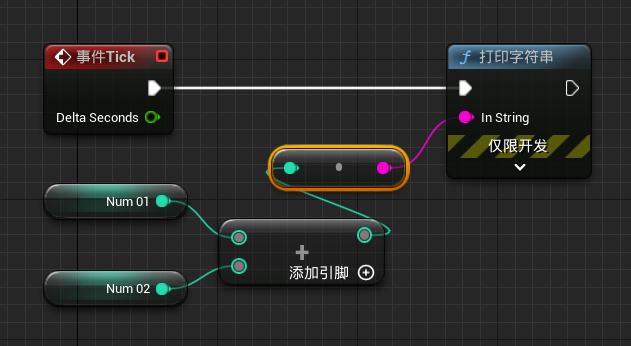 事件Tick
Delta Seconds
f 打印字符串
In String
仅限开发
Num 01
Num 02
添加引脚